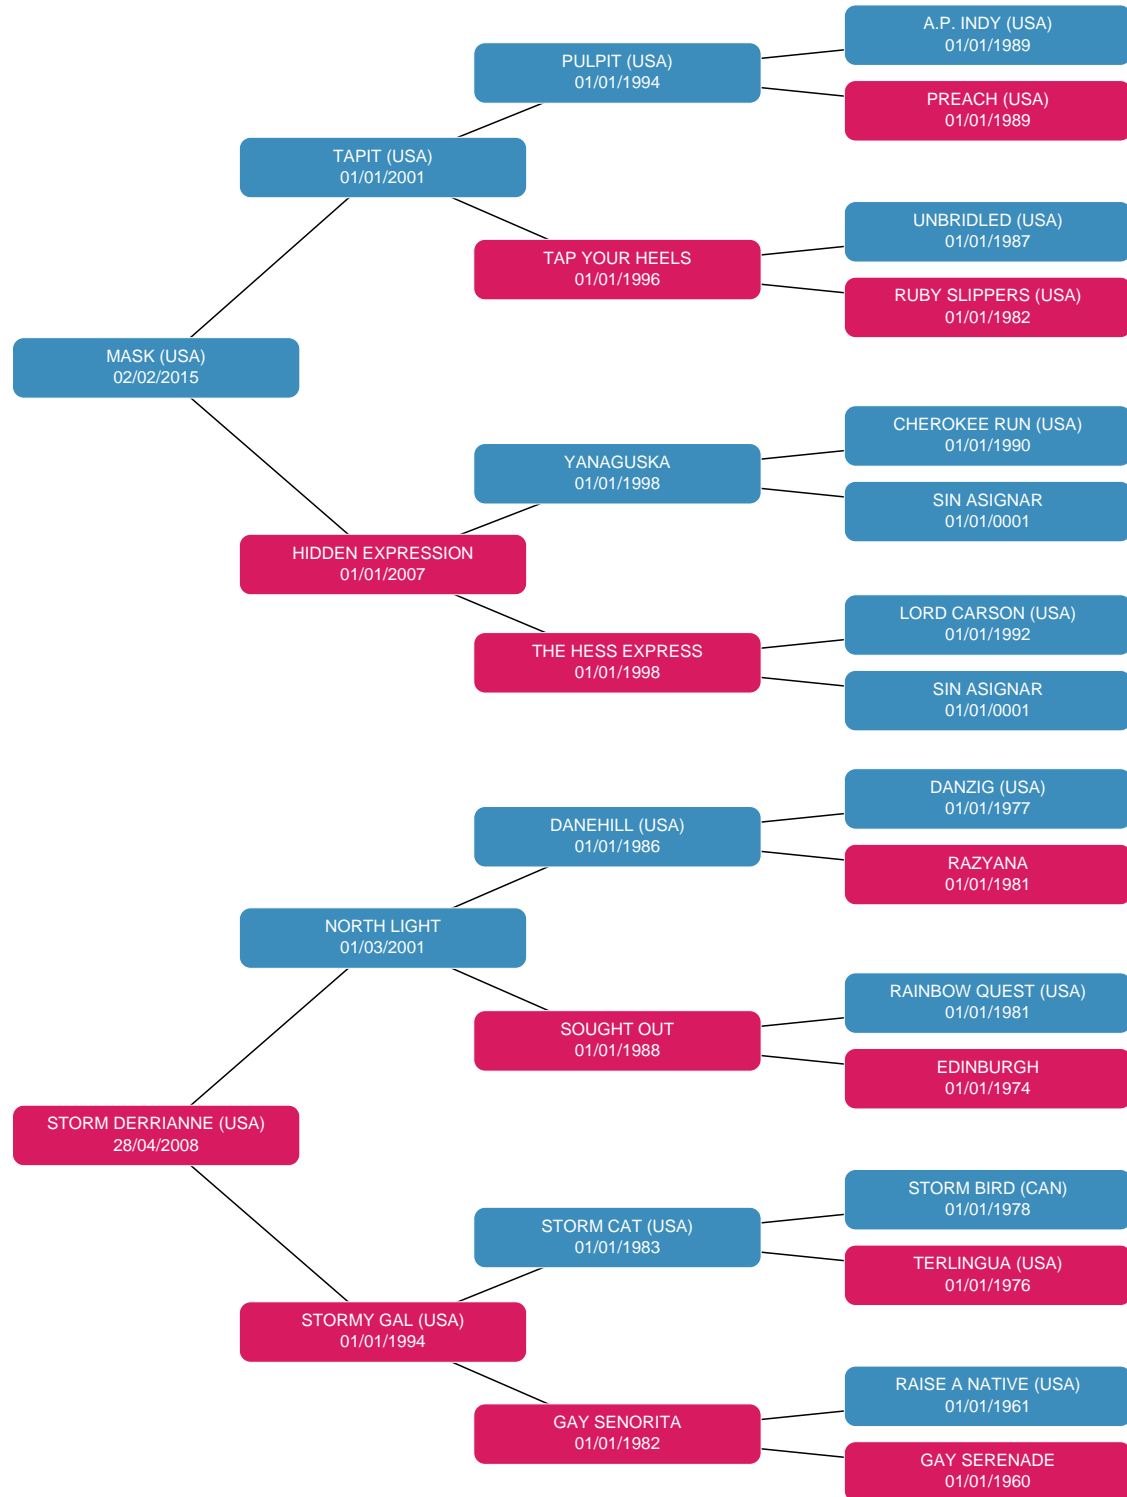 A.P. INDY (USA)
01/01/1989
PULPIT (USA)
01/01/1994
PREACH (USA)
01/01/1989
TAPIT (USA)
01/01/2001
UNBRIDLED (USA)
01/01/1987
TAP YOUR HEELS
01/01/1996
RUBY SLIPPERS (USA)
01/01/1982
MASK (USA)
02/02/2015
CHEROKEE RUN (USA)
01/01/1990
YANAGUSKA
01/01/1998
SIN ASIGNAR
01/01/0001
HIDDEN EXPRESSION
01/01/2007
LORD CARSON (USA)
01/01/1992
THE HESS EXPRESS
01/01/1998
SIN ASIGNAR
01/01/0001
DANZIG (USA)
01/01/1977
DANEHILL (USA)
01/01/1986
RAZYANA
01/01/1981
NORTH LIGHT
01/03/2001
RAINBOW QUEST (USA)
01/01/1981
SOUGHT OUT
01/01/1988
EDINBURGH
01/01/1974
STORM DERRIANNE (USA)
28/04/2008
STORM BIRD (CAN)
01/01/1978
STORM CAT (USA)
01/01/1983
TERLINGUA (USA)
01/01/1976
STORMY GAL (USA)
01/01/1994
RAISE A NATIVE (USA)
01/01/1961
GAY SENORITA
01/01/1982
GAY SERENADE
01/01/1960